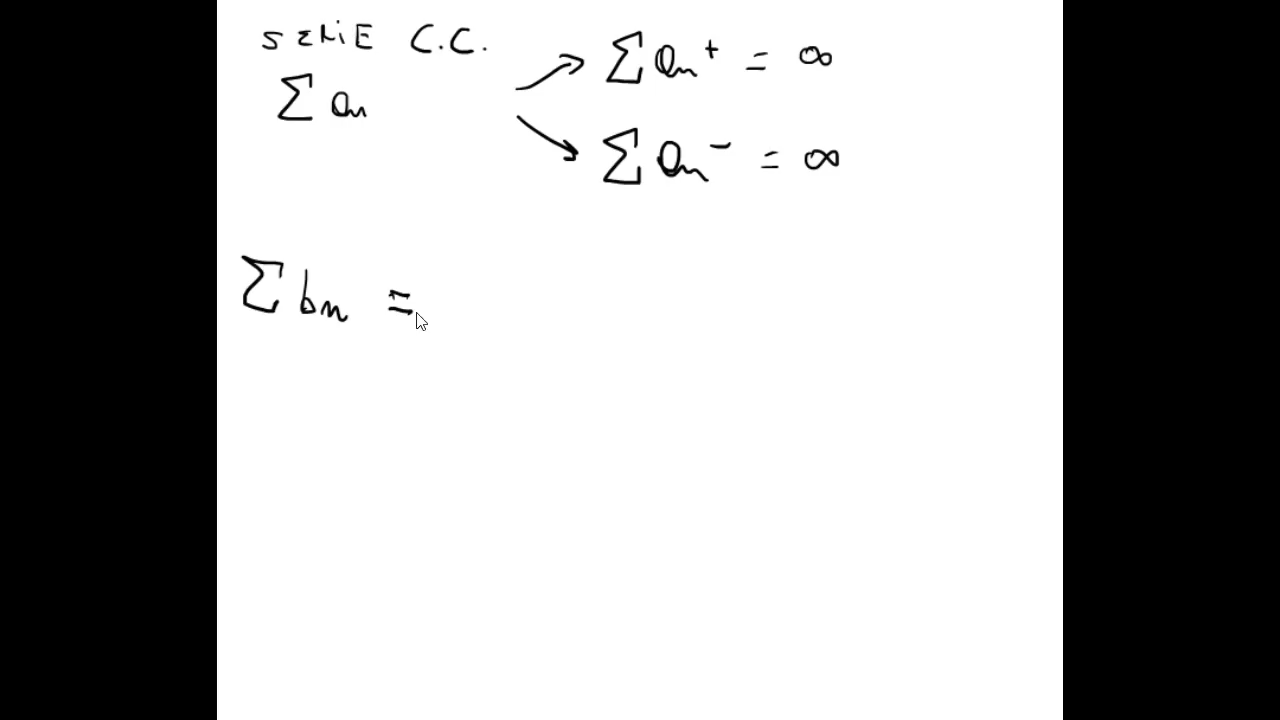 SERIE C.C.
∑ an
∑ an⁺ = ∞
∑ an⁻ = ∞
∑ bn =